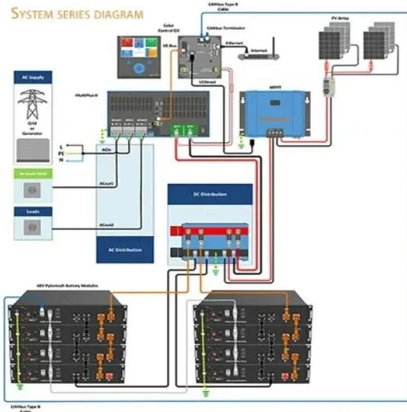 SYSTEM SERIES DIAGRAM
CANbus Type B
Cable
Color
Control GX
CANbus Terminator
PV Array
VE Bus
Ethernet
Internet
AC Supply
MultiPlus-II
VE.Direct
MPPT
Grid
or
Generator
L
PE
N
ACin
DC Distribution
ACout1
Loads
ACout2
AC Distribution
48V Pylontech Battery Modules
CANbus Type B
Cable